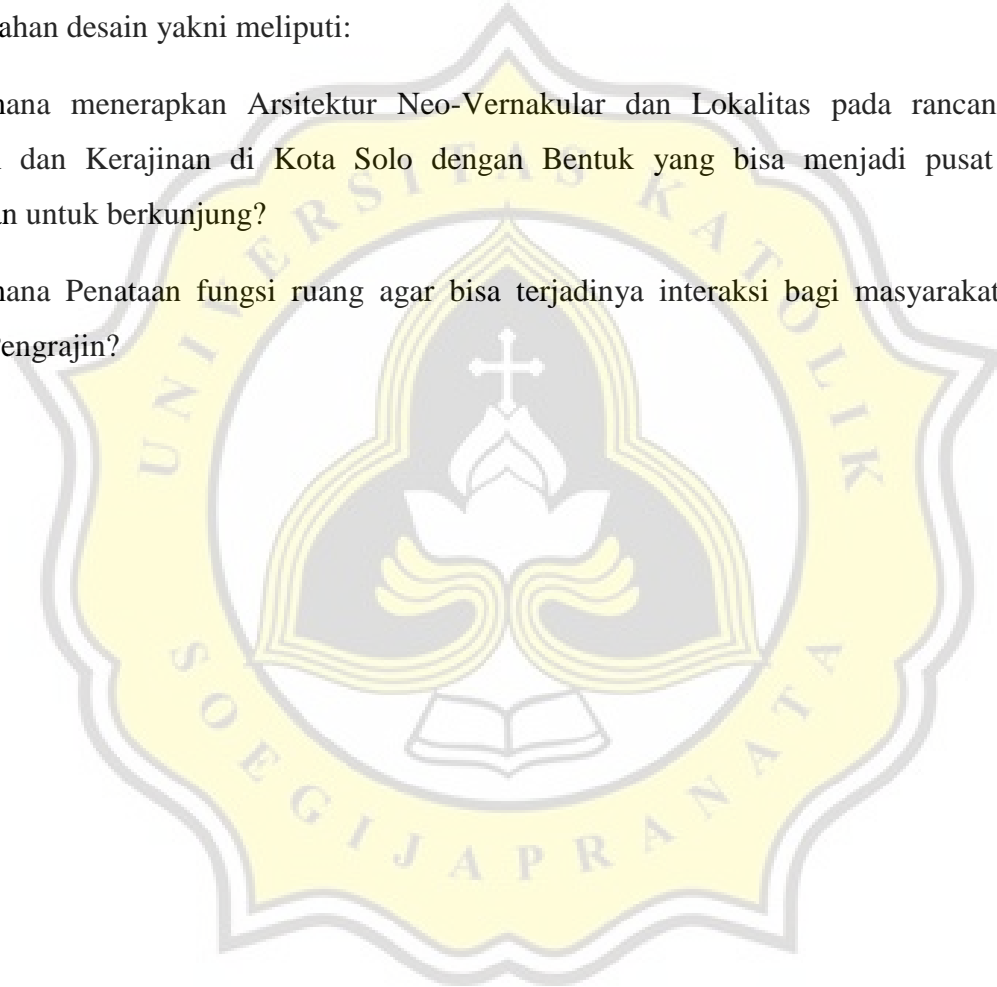 ahan desain yakni meliputi:
nana menerapkan Arsitektur Neo-Vernakular dan Lokalitas pada rancan
dan Kerajinan di Kota Solo dengan Bentuk yang bisa menjadi pusat
an untuk berkunjung?
nana Penataan fungsi ruang agar bisa terjadinya interaksi bagi masyarakat
Pengrajin?
UNIVERSITAS KATOLIK
SOEGIJAPRANATA